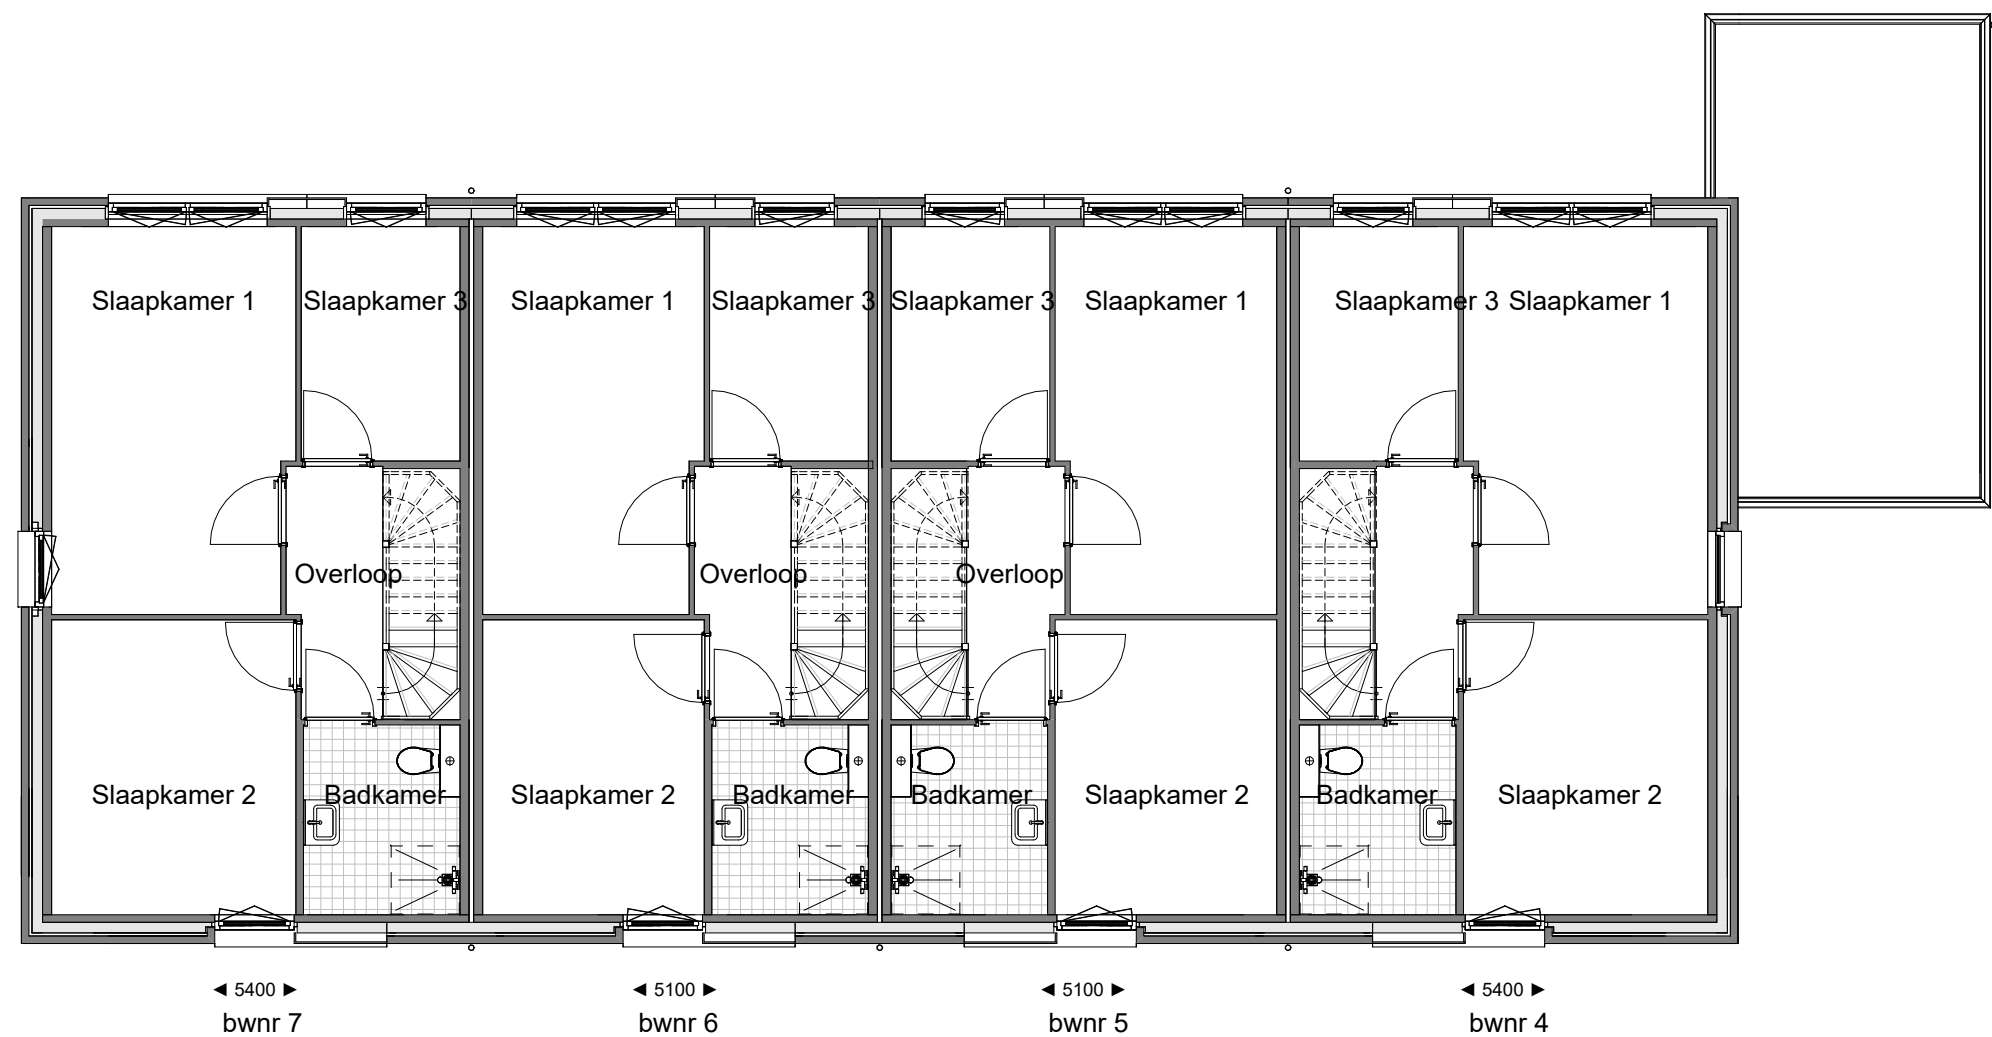 Slaapkamer 1 Slaapkamer 3 Slaapkamer 1 Slaapkamer 3 Slaapkamer 3 Slaapkamer 1 Slaapkamer 3 Slaapkamer 1
Overloop Overloop Overloop
Slaapkamer 2 Badkamer Slaapkamer 2 Badkamer Badkamer Slaapkamer 2 Badkamer Slaapkamer 2
◄ 5400 ► ◄ 5100 ► ◄ 5100 ► ◄ 5400 ►
bwnr 7 bwnr 6 bwnr 5 bwnr 4